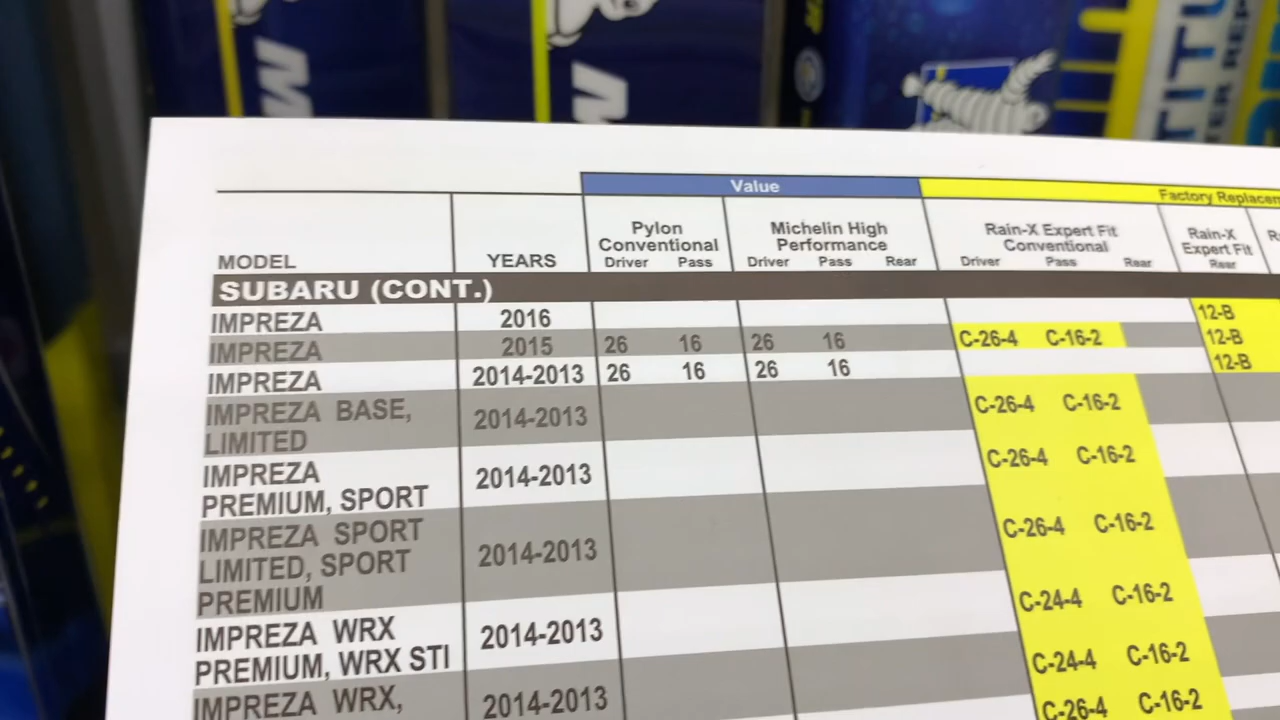 M
M
TITU
TER REP
Value
Factory Replacem
MODEL
YEARS
Pylon
Conventional
Driver Pass
Michelin High
Performance
Driver Pass Rear
Rain-X Expert Fit
Conventional
Driver Pass Rear
Rain-X
Expert Fit
Rear
SUBARU (CONT.)
IMPREZA 2016 12-B
IMPREZA 2015 26 16 26 16 C-26-4 C-16-2 12-B
IMPREZA 2014-2013 26 16 26 16 12-B
IMPREZA BASE,
LIMITED 2014-2013 C-26-4 C-16-2
IMPREZA
PREMIUM, SPORT 2014-2013 C-26-4 C-16-2
IMPREZA SPORT
LIMITED, SPORT
PREMIUM 2014-2013 C-26-4 C-16-2
IMPREZA WRX
PREMIUM, WRX STI 2014-2013 C-24-4 C-16-2
IMPREZA WRX, 2014-2013 C-24-4 C-16-2
C-26-4 C-16-2